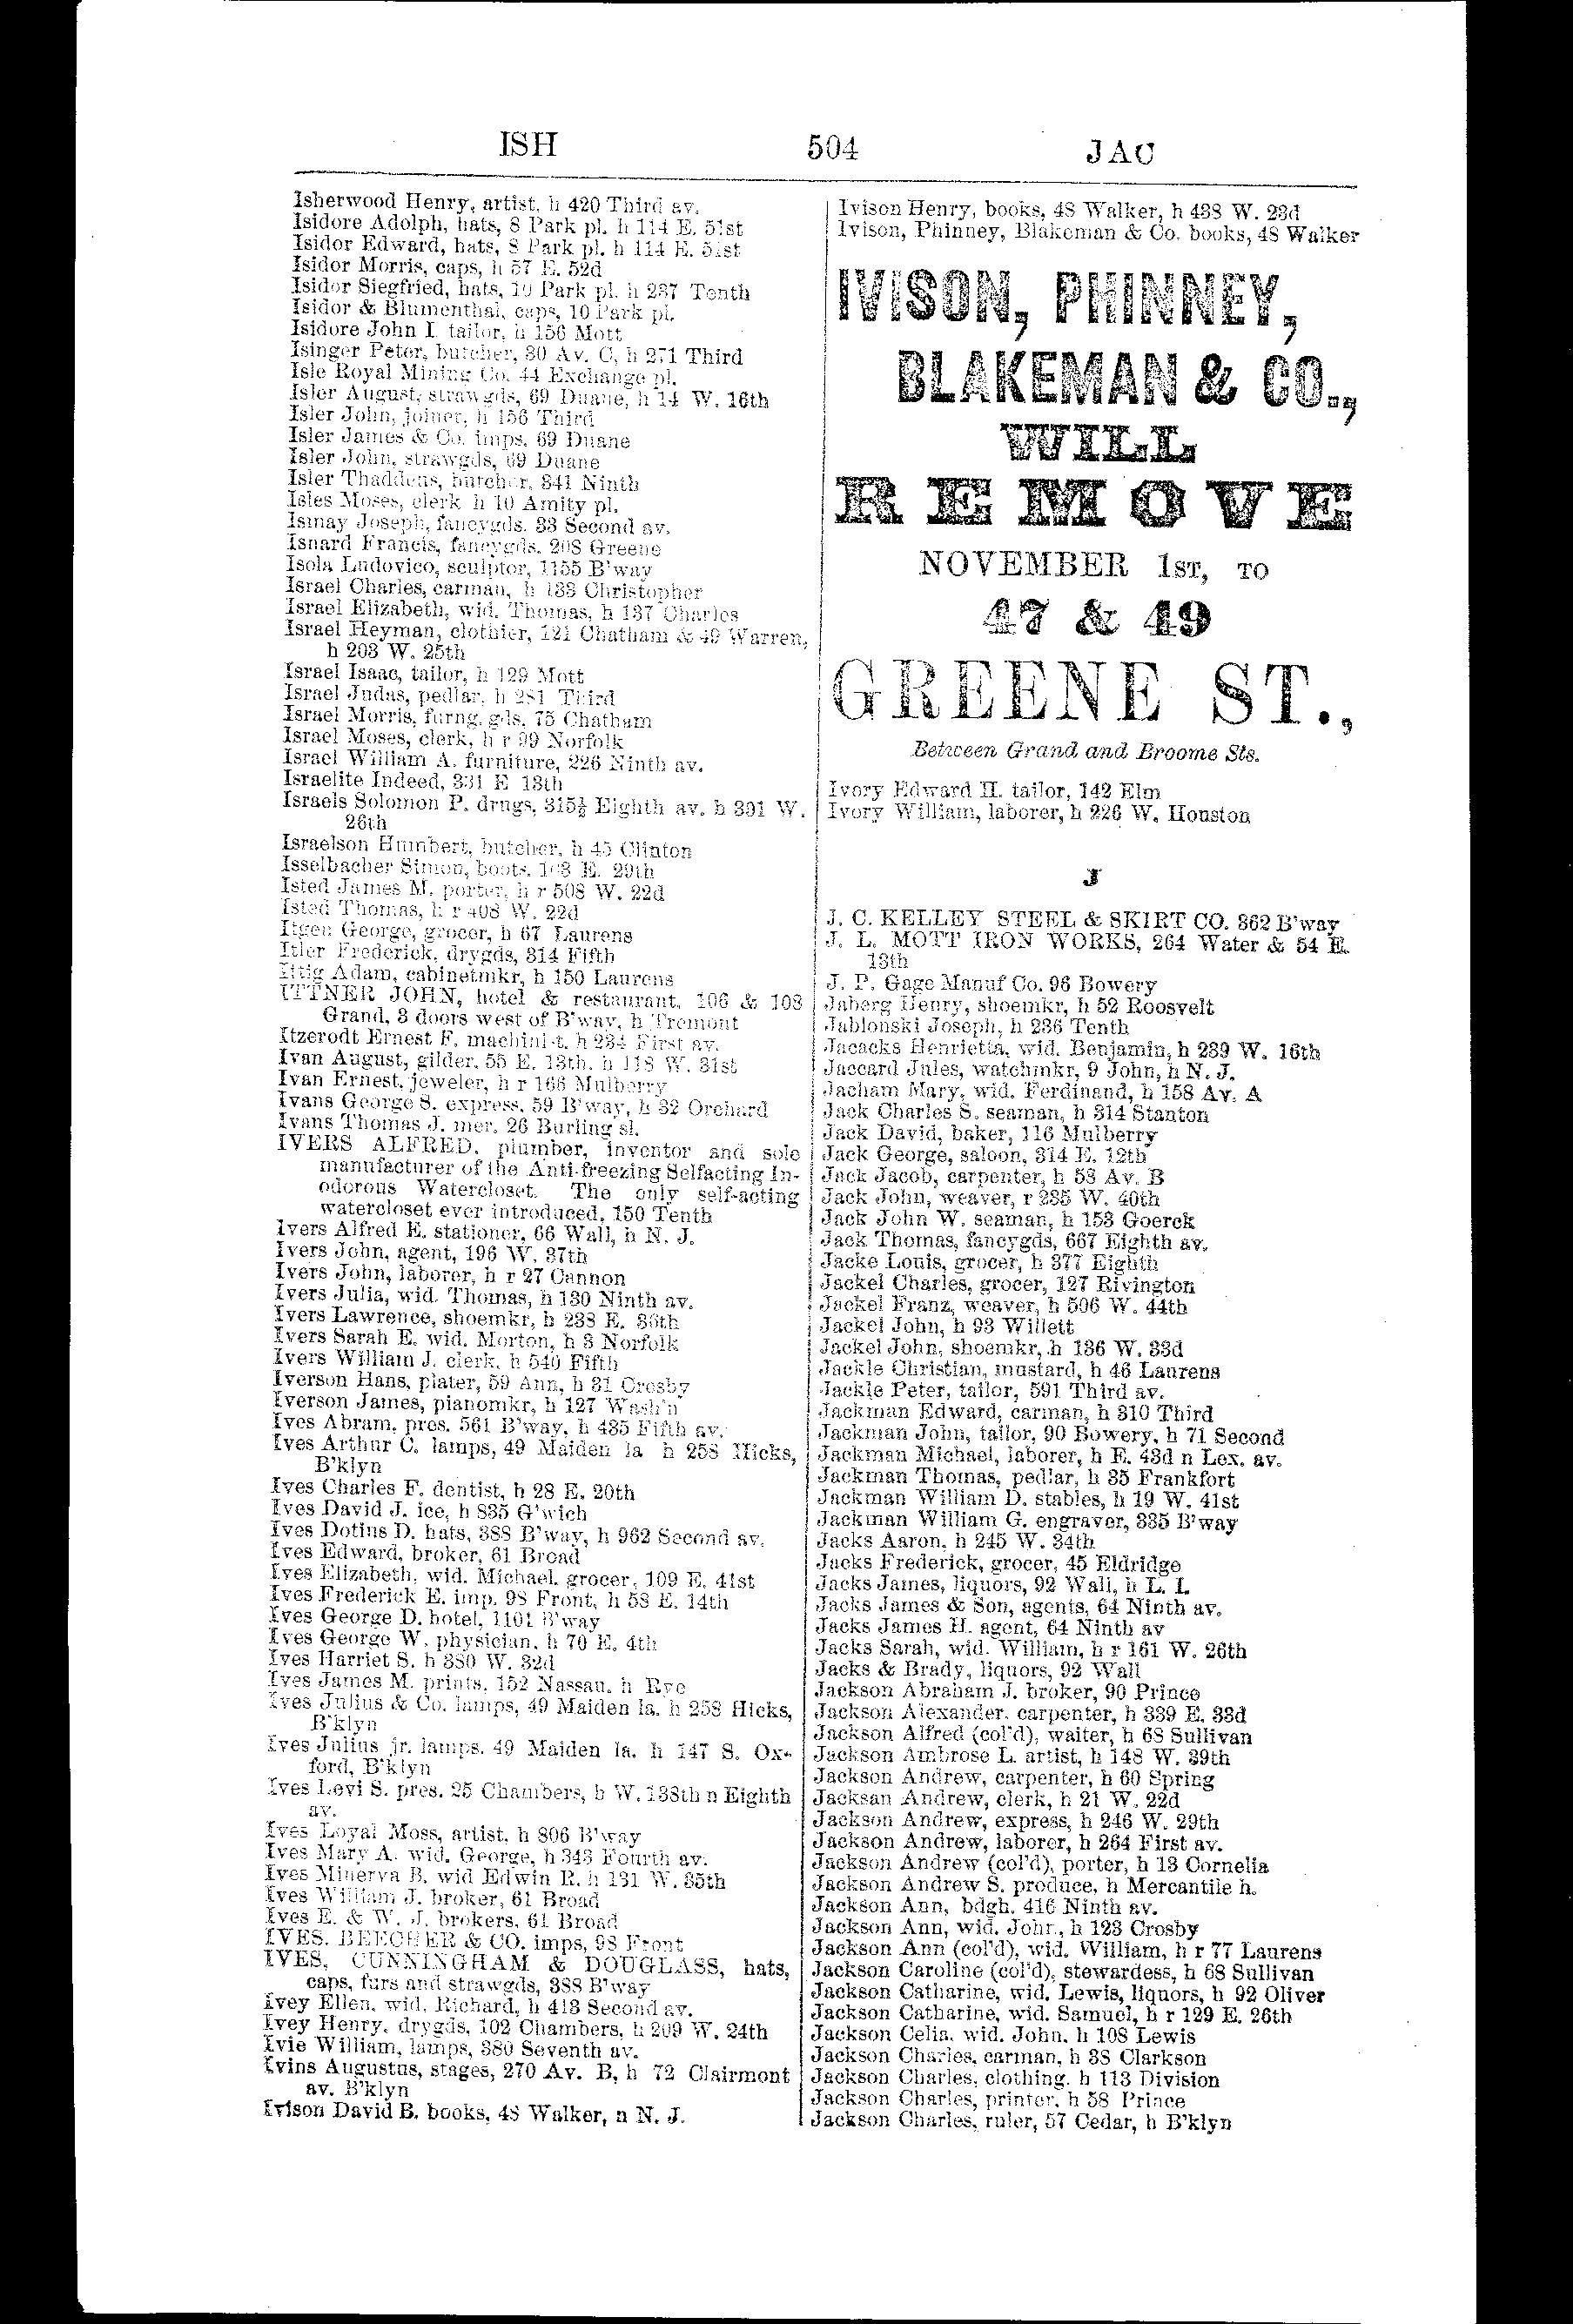 ISH 504 JAC
Isherwood Henry, artist, h 420 Third av.
Isidore Adolph, hats, 8 Park pl. h 114 E. 51st
Isidor Edward, hats, 8 Park pl. h 114 E. 51st
Isidor Morris, caps, h 57 E. 52d
Isidor Siegfried, hats, 10 Park pl. h 237 Tenth
Isidor & Blumenthal, caps, 10 Park pl.
Isidore John I. tailor, h 156 Mott
Isinger Peter, butcher, 30 Av. C, h 271 Third
Isle Royal Mining Co. 44 Exchange pl.
Isler August, strawgds, 69 Duane, h 14 W. 16th
Isler John, joiner, h 156 Third
Isler James & Co. imps. 69 Duane
Isler John, strawgds, 69 Duane
Isler Thaddeus, butcher, 341 Ninth
Isles Moses, clerk h 10 Amity pl.
Ismay Joseph, fancygds. 33 Second av.
Isnard Francis, fancygds. 208 Greene
Isola Ludovico, sculptor, 1155 B'way
Israel Charles, carman, h 133 Christopher
Israel Elizabeth, wid. Thomas, h 137 Charles
Israel Heyman, clothier, 121 Chatham & 49 Warren,
h 203 W. 25th
Israel Isaac, tailor, h 129 Mott
Israel Judas, pedlar, h 281 Third
Israel Morris, furng. gds. 75 Chatham
Israel Moses, clerk, h r 99 Norfolk
Israel William A. furniture, 226 Ninth av.
Israelite Indeed, 331 E 13th
Israels Solomon P. drugs, 315½ Eighth av. h 391 W.
26th
Israelson Humbert, butcher, h 45 Clinton
Isselbacher Simon, boots, 103 E. 29th
Isted James M. porter, h r 508 W. 22d
Isted Thomas, h r 408 W. 22d
Itgen George, grocer, h 67 Laurens
Itler Frederick, drygds, 314 Fifth
Ittig Adam, cabinetmkr, h 150 Laurens
ITTNER JOHN, hotel & restaurant, 106 & 108
Grand, 3 doors west of B'way, h Tremont
Itzerodt Ernest F. machinist, h 234 First av.
Ivan August, gilder, 55 E. 13th, h 118 W. 31st
Ivan Ernest, jeweler, h r 166 Mulberry
Ivans George S. express, 59 B'way, h 32 Orchard
Ivans Thomas J. mer. 26 Burling sl.
IVERS ALFRED, plumber, inventor and sole
manufacturer of the Anti-freezing Selfacting In-
odorous Watercloset. The only self-acting
watercloset ever introduced, 150 Tenth
Ivers Alfred E. stationer, 66 Wall, h N. J.
Ivers John, agent, 196 W. 37th
Ivers John, laborer, h r 27 Cannon
Ivers Julia, wid. Thomas, h 130 Ninth av.
Ivers Lawrence, shoemkr, h 233 E. 36th
Ivers Sarah E. wid. Morton, h 3 Norfolk
Ivers William J. clerk, h 540 Fifth
Iverson Hans, plater, 59 Ann, h 31 Crosby
Iverson James, pianomkr, h 127 Wash'n
Ives Abram, pres. 561 B'way, h 435 Fifth av.
Ives Arthur C. lamps, 49 Maiden la h 258 Hicks,
B'klyn
Ives Charles F. dentist, h 28 E. 20th
Ives David J. ice, h 835 G'wich
Ives Dotius D. hats, 388 B'way, h 962 Second av.
Ives Edward, broker, 61 Broad
Ives Elizabeth, wid. Michael, grocer, 109 E. 41st
Ives Frederick E. imp. 98 Front, h 53 E. 14th
Ives George D. hotel, 1101 B'way
Ives George W. physician, h 70 E. 4th
Ives Harriet S. h 380 W. 32d
Ives James M. prints, 152 Nassau, h Rye
Ives Julius & Co. lamps, 49 Maiden la. h 258 Hicks,
B'klyn
Ives Julius jr. lamps, 49 Maiden la. h 147 S. Ox-
ford, B'klyn
Ives Levi S. pres. 25 Chambers, h W. 138th n Eighth
av.
Ives Loyal Moss, artist, h 806 B'way
Ives Mary A. wid. George, h 343 Fourth av.
Ives Minerva B. wid Edwin R. h 131 W. 35th
Ives William J. broker, 61 Broad
Ives E. & W. J. brokers, 61 Broad
IVES, BEECHER & CO. imps, 98 Front
IVES, CUNNINGHAM & DOUGLASS, hats,
caps, furs and strawgds, 388 B'way
Ivey Ellen, wid. Richard, h 413 Second av.
Ivey Henry, drygds, 102 Chambers, h 209 W. 24th
Ivie William, lamps, 380 Seventh av.
Ivins Augustus, stages, 270 Av. B, h 72 Clairmont
av. B'klyn
Ivison David B. books, 48 Walker, h N. J.
Ivison Henry, books, 48 Walker, h 438 W. 23d
Ivison, Phinney, Blakeman & Co. books, 48 Walker
IVISON, PHINNEY,
BLAKEMAN & CO.,
WILL
REMOVE
NOVEMBER 1ST, TO
47 & 49
GREENE ST.,
Between Grand and Broome Sts.
Ivory Edward H. tailor, 142 Elm
Ivory William, laborer, h 226 W. Houston
J
J. C. KELLEY STEEL & SKIRT CO. 862 B'way
J. L. MOTT IRON WORKS, 264 Water & 54 E.
13th
J. P. Gage Manuf Co. 96 Bowery
Jaberg Henry, shoemkr, h 52 Roosvelt
Jablonski Joseph, h 236 Tenth
Jacacks Henrietta, wid. Benjamin, h 239 W. 16th
Jaccard Jules, watchmkr, 9 John, h N. J.
Jacham Mary, wid. Ferdinand, h 158 Av. A
Jack Charles S. seaman, h 314 Stanton
Jack David, baker, 116 Mulberry
Jack George, saloon, 314 E. 12th
Jack Jacob, carpenter, h 53 Av. B
Jack John, weaver, r 235 W. 40th
Jack John W. seaman, h 153 Goerck
Jack Thomas, fancygds, 667 Eighth av.
Jacke Louis, grocer, h 377 Eighth
Jackel Charles, grocer, 127 Rivington
Jackel Franz, weaver, h 506 W. 44th
Jackel John, h 93 Willett
Jackel John, shoemkr, h 136 W. 33d
Jackle Christian, mustard, h 46 Laurens
Jackle Peter, tailor, 591 Third av.
Jackman Edward, carman, h 310 Third
Jackman John, tailor, 90 Bowery, h 71 Second
Jackman Michael, laborer, h E. 43d n Lex. av.
Jackman Thomas, pedlar, h 35 Frankfort
Jackman William D. stables, h 19 W. 41st
Jackman William G. engraver, 335 B'way
Jacks Aaron, h 245 W. 34th
Jacks Frederick, grocer, 45 Eldridge
Jacks James, liquors, 92 Wall, h L. I.
Jacks James & Son, agents, 64 Ninth av.
Jacks James H. agent, 64 Ninth av
Jacks Sarah, wid. William, h r 161 W. 26th
Jacks & Brady, liquors, 92 Wall
Jackson Abraham J. broker, 90 Prince
Jackson Alexander, carpenter, h 339 E. 33d
Jackson Alfred (col'd), waiter, h 68 Sullivan
Jackson Ambrose L. artist, h 148 W. 39th
Jackson Andrew, carpenter, h 60 Spring
Jacksan Andrew, clerk, h 21 W. 22d
Jackson Andrew, express, h 246 W. 29th
Jackson Andrew, laborer, h 264 First av.
Jackson Andrew (col'd), porter, h 13 Cornelia
Jackson Andrew S. produce, h Mercantile h.
Jackson Ann, bdgh. 416 Ninth av.
Jackson Ann, wid. John, h 123 Crosby
Jackson Ann (col'd), wid. William, h r 77 Laurens
Jackson Caroline (col'd), stewardess, h 68 Sullivan
Jackson Catharine, wid. Lewis, liquors, h 92 Oliver
Jackson Catharine, wid. Samuel, h r 129 E. 26th
Jackson Celia, wid. John, h 108 Lewis
Jackson Charles, carman, h 38 Clarkson
Jackson Charles, clothing, h 113 Division
Jackson Charles, printer, h 58 Prince
Jackson Charles, ruler, 57 Cedar, h B'klyn